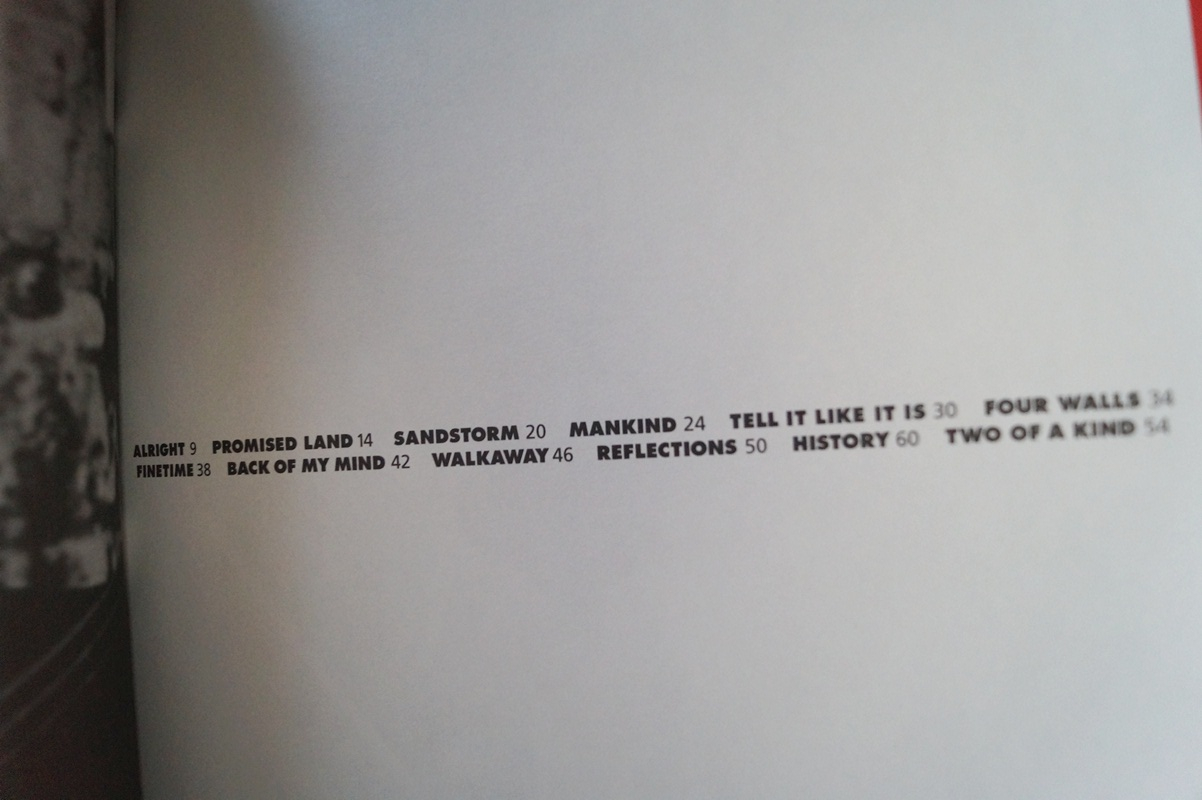 ALRIGHT 9 PROMISED LAND 14 SANDSTORM 20 MANKIND 24 TELL IT LIKE IT IS 30 FOUR WALLS 34
FINETIME 38 BACK OF MY MIND 42 WALKAWAY 46 REFLECTIONS 50 HISTORY 60 TWO OF A KIND 54